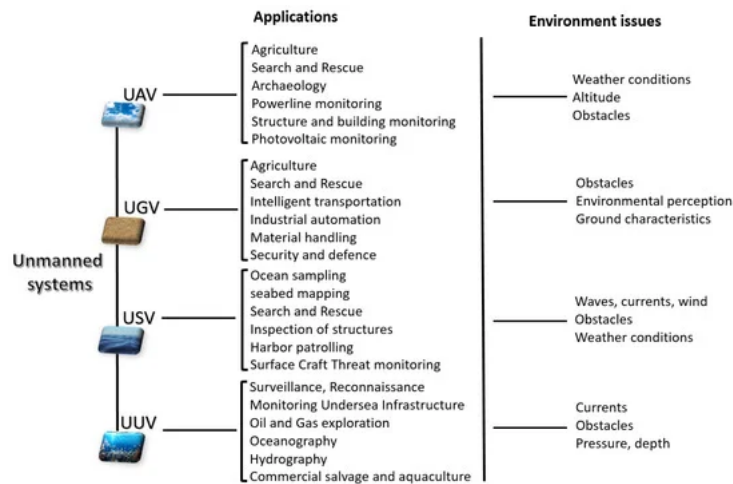 Applications
Environment issues
Unmanned
systems
UAV
Agriculture
Search and Rescue
Archaeology
Powerline monitoring
Structure and building monitoring
Photovoltaic monitoring
Weather conditions
Altitude
Obstacles
UGV
Agriculture
Search and Rescue
Intelligent transportation
Industrial automation
Material handling
Security and defence
Obstacles
Environmental perception
Ground characteristics
USV
Ocean sampling
seabed mapping
Search and Rescue
Inspection of structures
Harbor patrolling
Surface Craft Threat monitoring
Waves, currents, wind
Obstacles
Weather conditions
UUV
Surveillance, Reconnaissance
Monitoring Undersea Infrastructure
Oil and Gas exploration
Oceanography
Hydrography
Commercial salvage and aquaculture
Currents
Obstacles
Pressure, depth